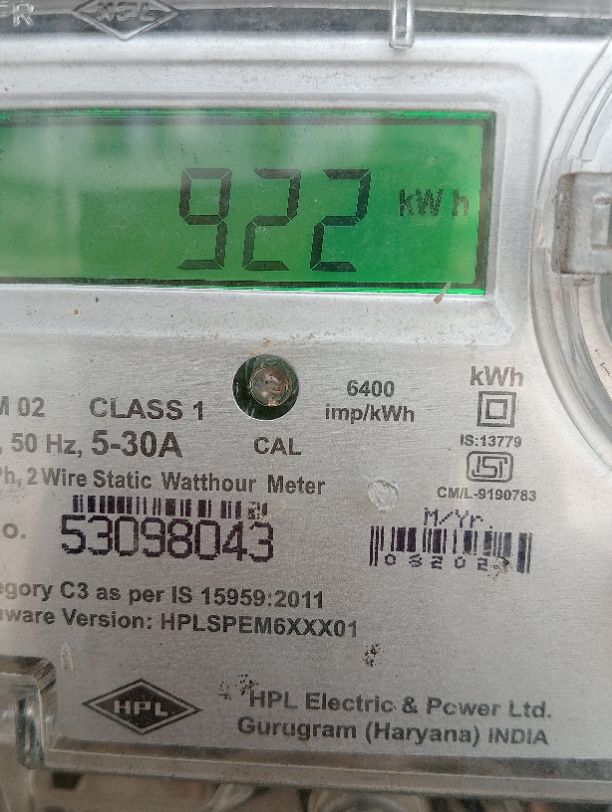 922 kWh
kWh
M 02 CLASS 1
6400
imp/kWh
, 50 Hz, 5-30A
CAL
IS:13779
ISI
Ph, 2 Wire Static Watthour Meter
CM/L-9190783
M/Yr.
o. 53098043
egory C3 as per IS 15959:2011
ware Version: HPLSPEM6XXX01
HPL
HPL Electric & Power Ltd.
Gurugram (Haryana) INDIA